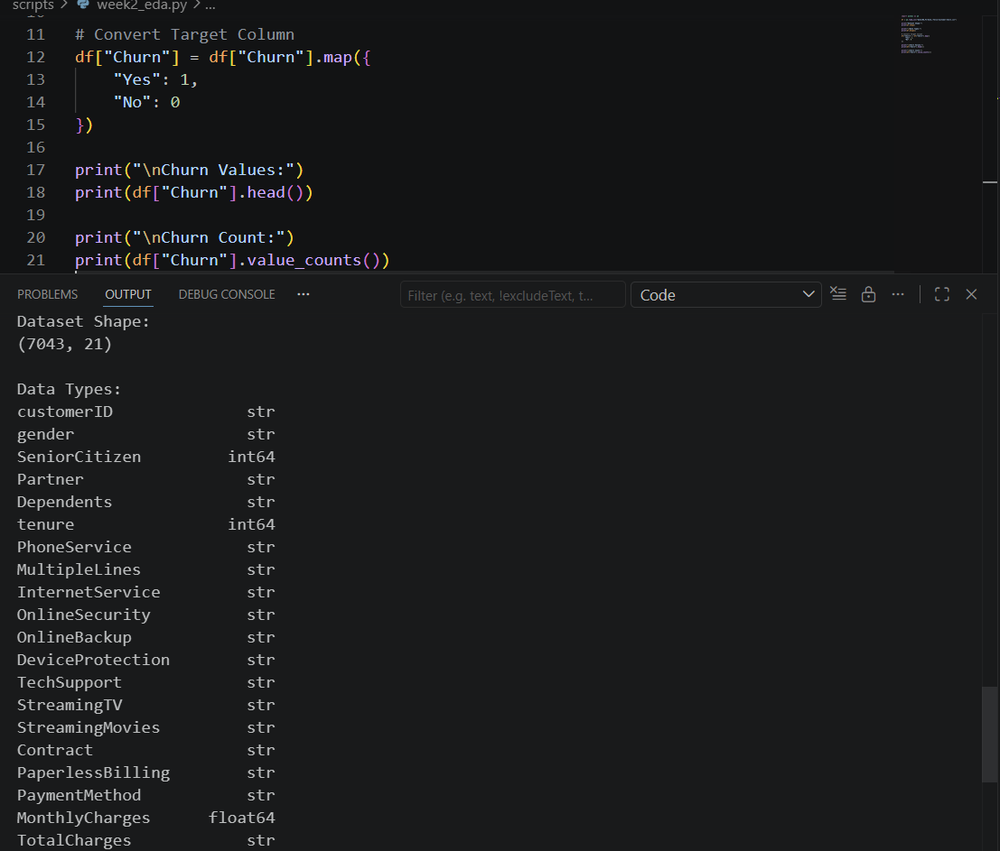 scripts > week2_eda.py > ...
11 # Convert Target Column
12 df["Churn"] = df["Churn"].map({
13     "Yes": 1,
14     "No": 0
15 })
16
17 print("\nChurn Values:")
18 print(df["Churn"].head())
19
20 print("\nChurn Count:")
21 print(df["Churn"].value_counts())
PROBLEMS OUTPUT DEBUG CONSOLE ... Filter (e.g. text, !excludeText, t... Code
Dataset Shape:
(7043, 21)
Data Types:
customerID str
gender str
SeniorCitizen int64
Partner str
Dependents str
tenure int64
PhoneService str
MultipleLines str
InternetService str
OnlineSecurity str
OnlineBackup str
DeviceProtection str
TechSupport str
StreamingTV str
StreamingMovies str
Contract str
PaperlessBilling str
PaymentMethod str
MonthlyCharges float64
TotalCharges str